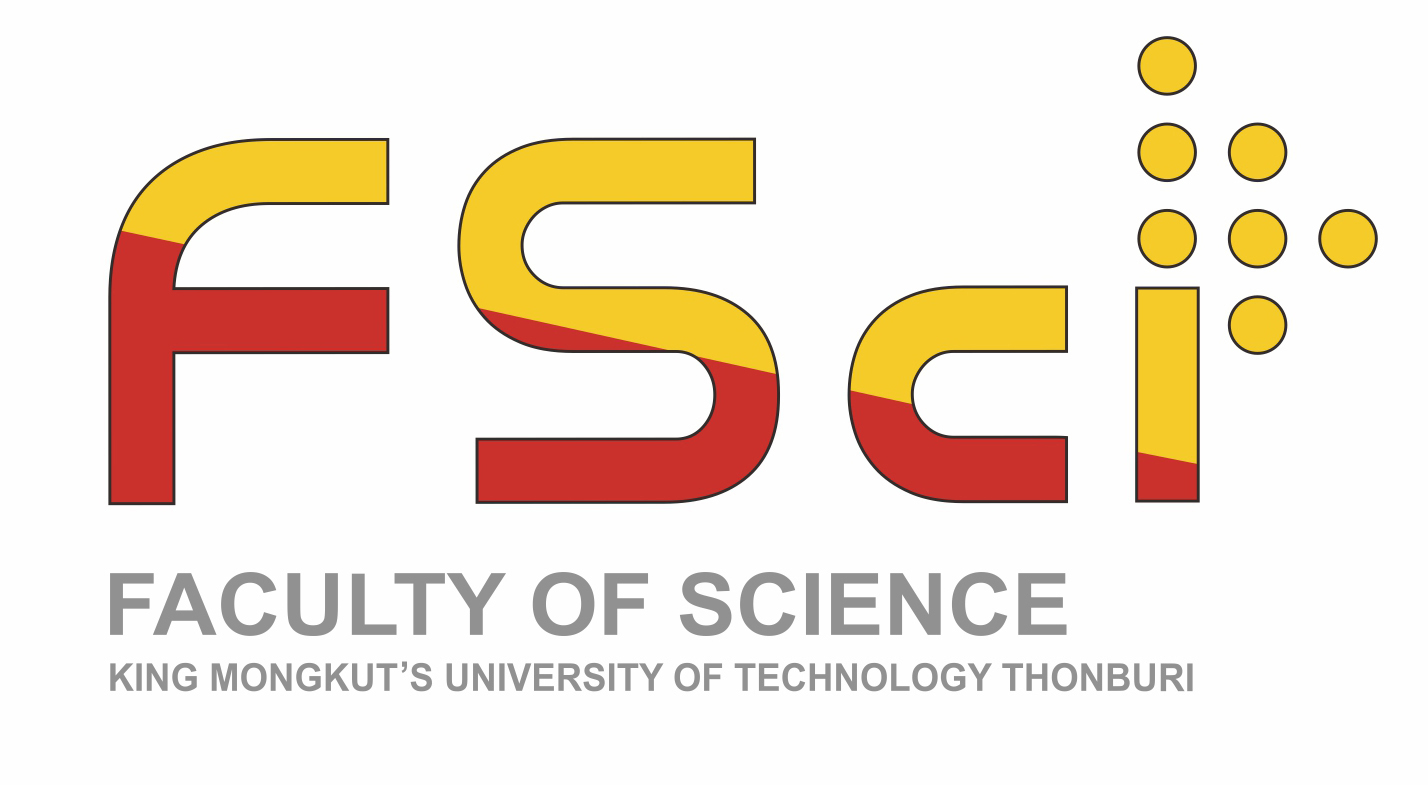 FSci
FACULTY OF SCIENCE
KING MONGKUT’S UNIVERSITY OF TECHNOLOGY THONBURI